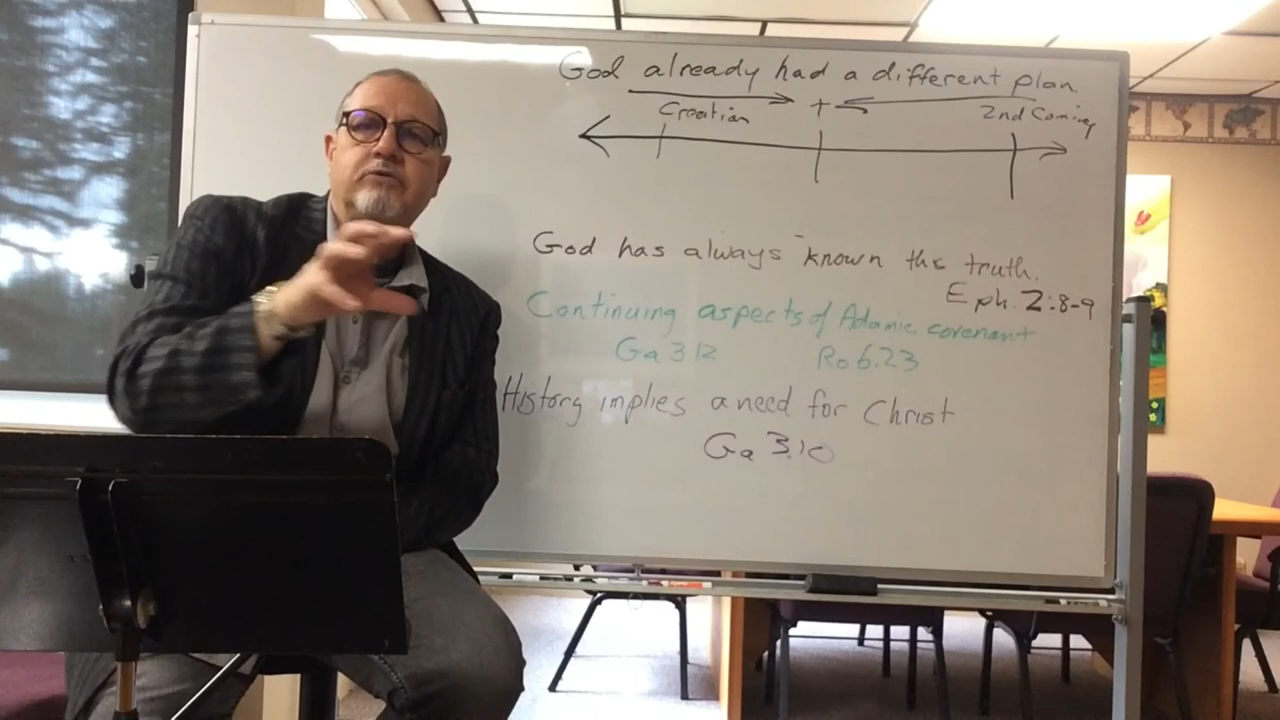 God already had a different plan.
Creation + 2nd Coming
God has always known the truth.
Eph. 2:8-9
Continuing aspects of Adamic covenant
Ga 3 12 Ro 6.23
History implies a need for Christ
Ga 3.10